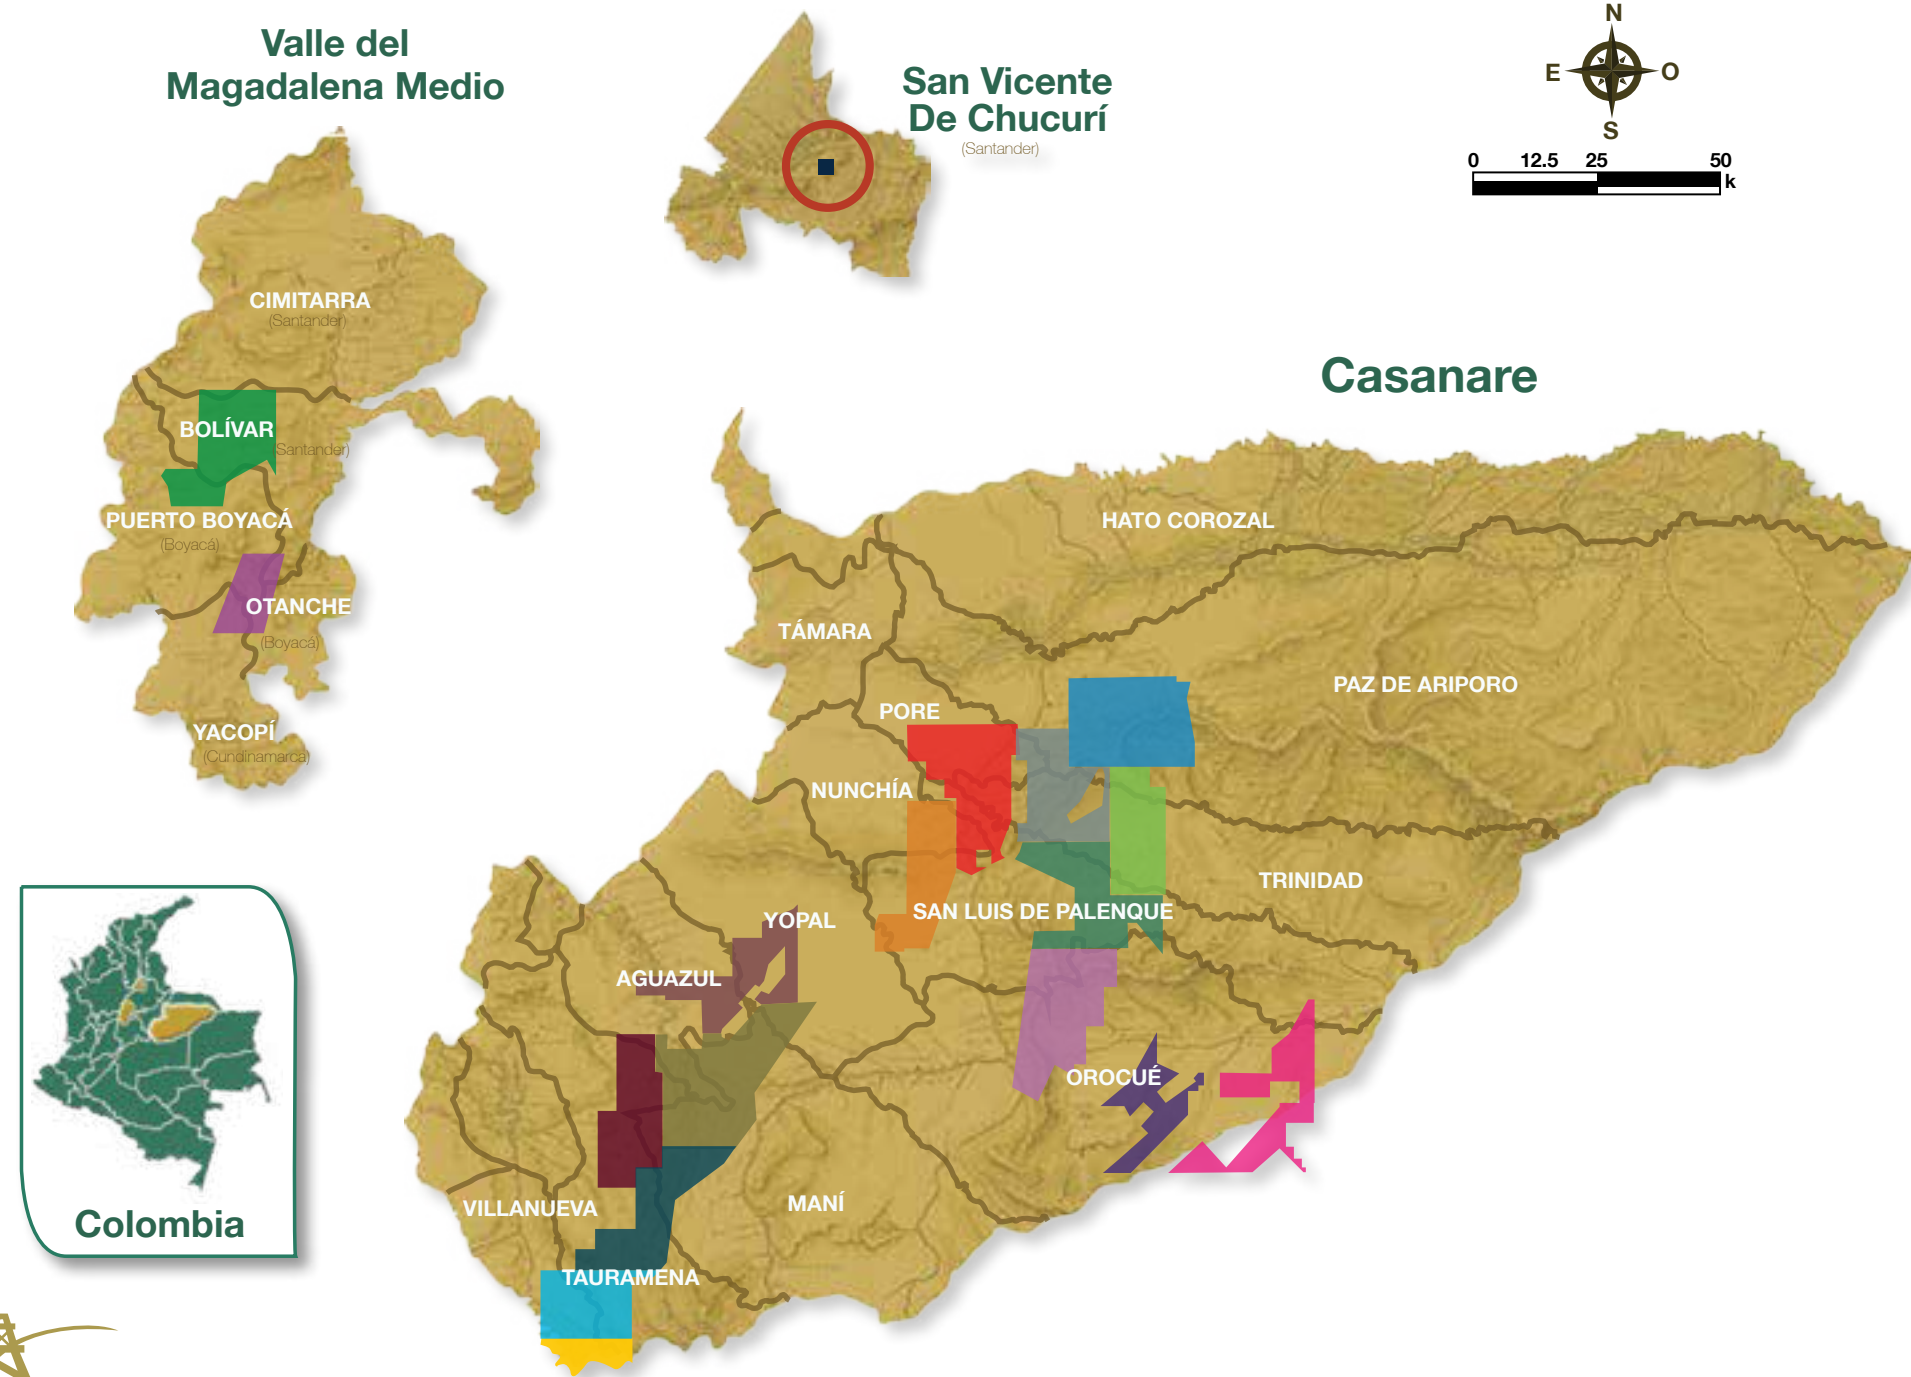 Valle del
Magadalena Medio
San Vicente
De Chucurí
(Santander)
N
E
O
S
0 12.5 25 50
k
CIMITARRA
(Santander)
BOLÍVAR
Santander)
PUERTO BOYACÁ
(Boyacá)
OTANCHE
(Boyacá)
YACOPÍ
(Cundinamarca)
Casanare
HATO COROZAL
TÁMARA
PAZ DE ARIPORO
PORE
NUNCHÍA
TRINIDAD
SAN LUIS DE PALENQUE
YOPAL
AGUAZUL
OROCUÉ
MANÍ
VILLANUEVA
TAURAMENA
Colombia